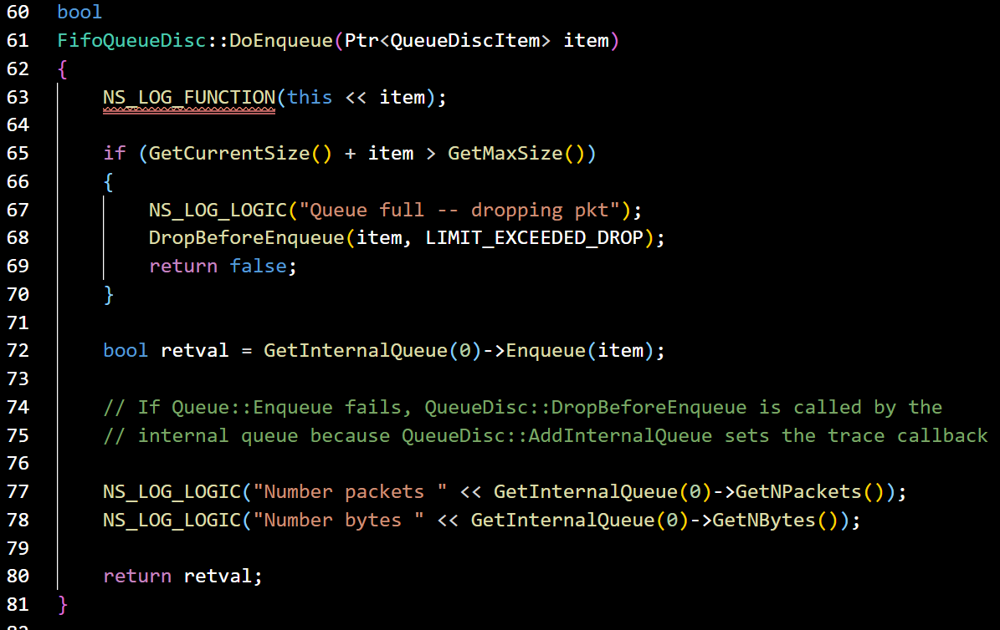 60 bool
61 FifoQueueDisc::DoEnqueue(Ptr<QueueDiscItem> item)
62 {
63     NS_LOG_FUNCTION(this << item);
64
65     if (GetCurrentSize() + item > GetMaxSize())
66     {
67         NS_LOG_LOGIC("Queue full -- dropping pkt");
68         DropBeforeEnqueue(item, LIMIT_EXCEEDED_DROP);
69         return false;
70     }
71
72     bool retval = GetInternalQueue(0)->Enqueue(item);
73
74     // If Queue::Enqueue fails, QueueDisc::DropBeforeEnqueue is called by the
75     // internal queue because QueueDisc::AddInternalQueue sets the trace callback
76
77     NS_LOG_LOGIC("Number packets " << GetInternalQueue(0)->GetNPackets());
78     NS_LOG_LOGIC("Number bytes " << GetInternalQueue(0)->GetNBytes());
79
80     return retval;
81 }